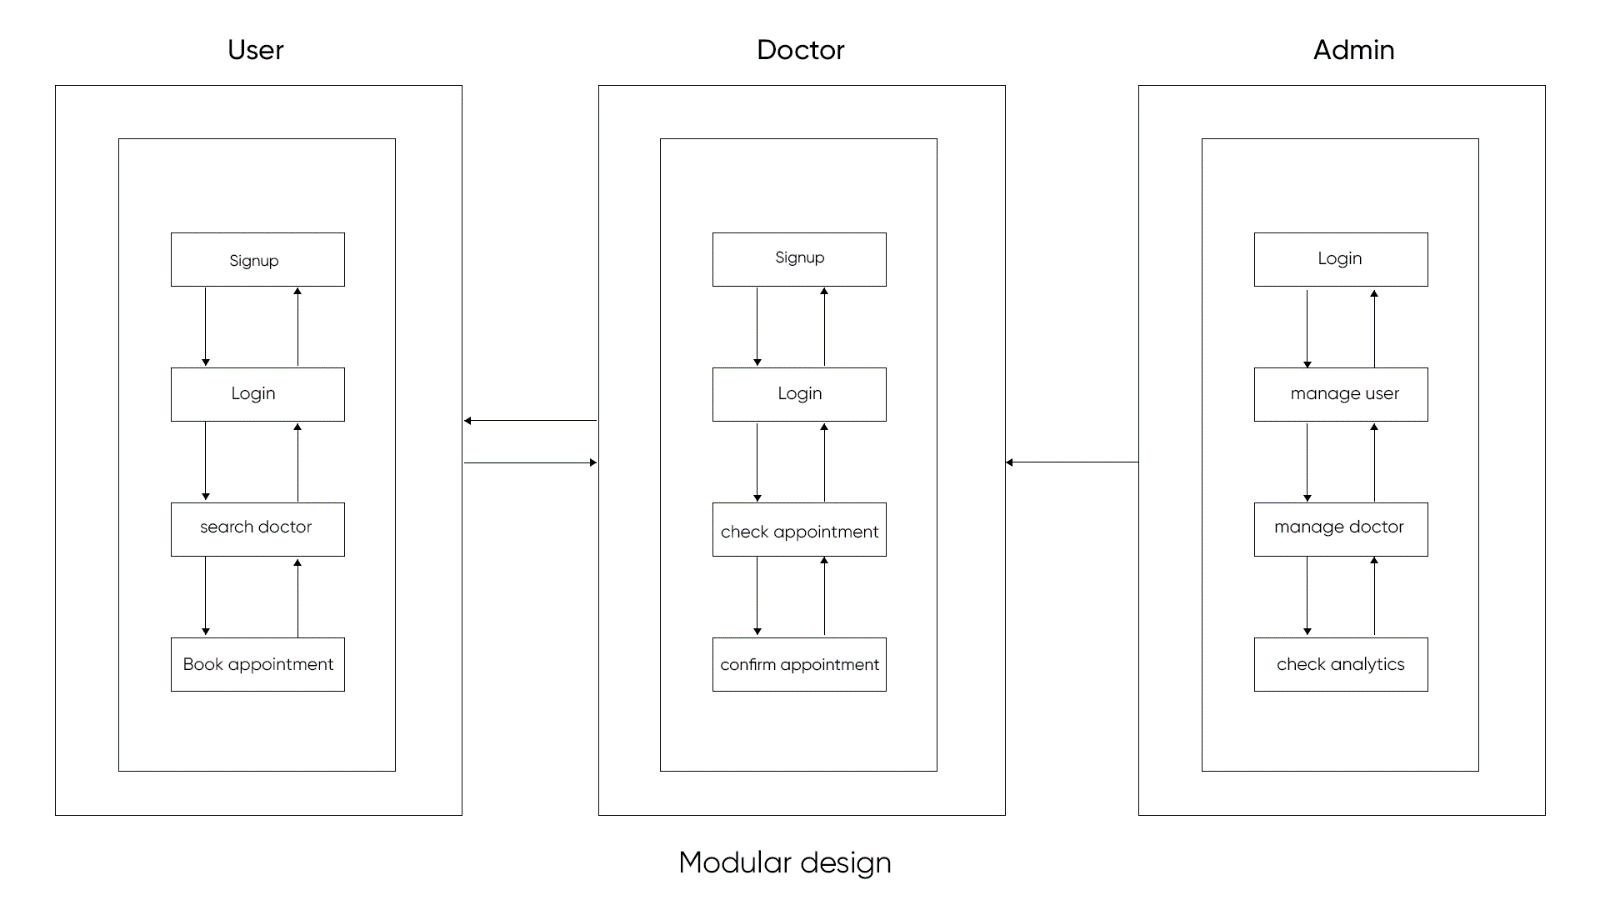 User
Doctor
Admin
Signup
Login
search doctor
Book appointment
Signup
Login
check appointment
confirm appointment
Login
manage user
manage doctor
check analytics
Modular design